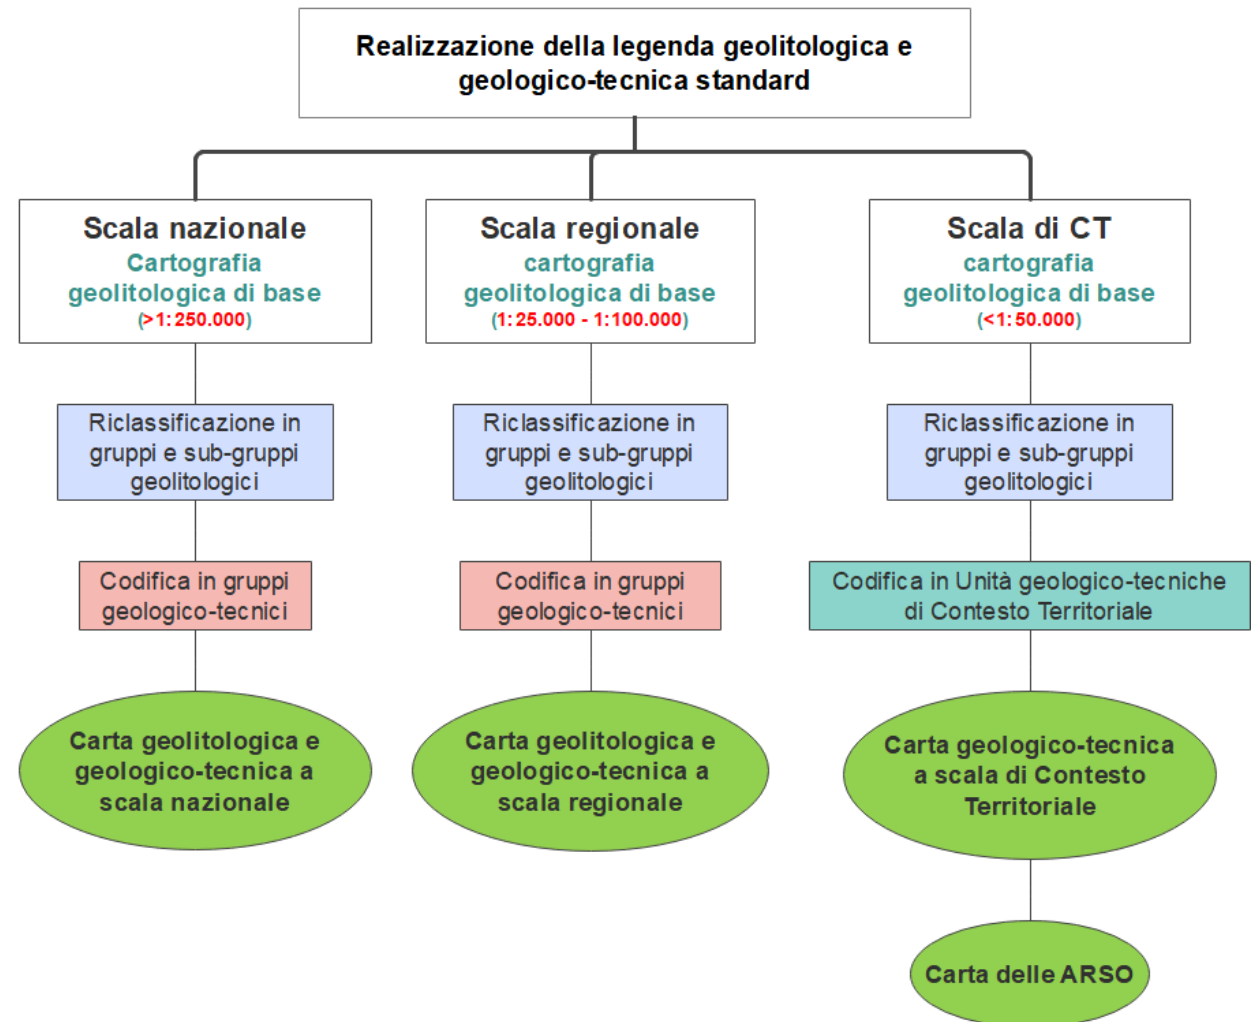 Realizzazione della legenda geolitologica e
geologico-tecnica standard
Scala nazionale
Cartografia
geolitologica di base
(>1:250.000)
Scala regionale
cartografia
geolitologica di base
(1:25.000 - 1:100.000)
Scala di CT
cartografia
geolitologica di base
(<1:50.000)
Riclassificazione in
gruppi e sub-gruppi
geolitologici
Riclassificazione in
gruppi e sub-gruppi
geolitologici
Riclassificazione in
gruppi e sub-gruppi
geolitologici
Codifica in gruppi
geologico-tecnici
Codifica in gruppi
geologico-tecnici
Codifica in Unità geologico-tecniche
di Contesto Territoriale
Carta geolitologica e
geologico-tecnica a
scala nazionale
Carta geolitologica e
geologico-tecnica a
scala regionale
Carta geologico-tecnica
a scala di Contesto
Territoriale
Carta delle ARSO